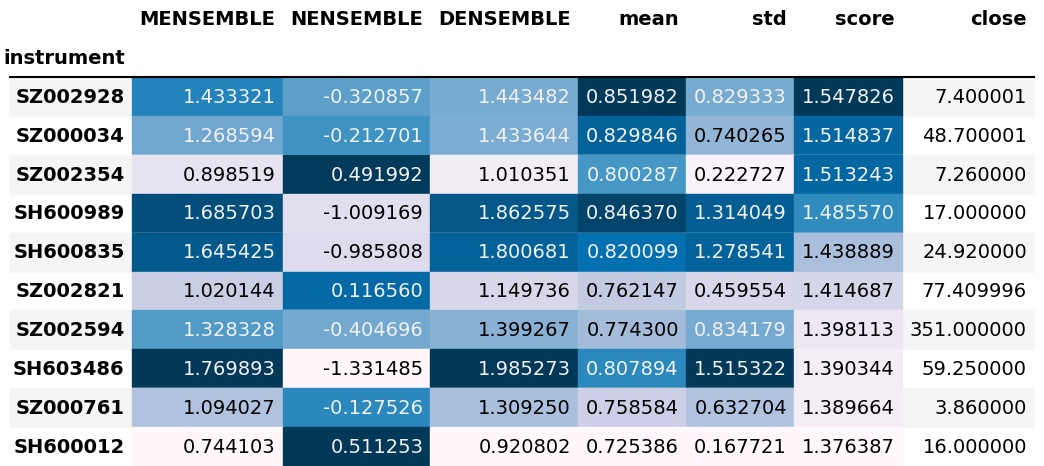 MENSEMBLE NENSEMBLE DENSEMBLE mean std score close
instrument
SZ002928 1.433321 -0.320857 1.443482 0.851982 0.829333 1.547826 7.400001
SZ000034 1.268594 -0.212701 1.433644 0.829846 0.740265 1.514837 48.700001
SZ002354 0.898519 0.491992 1.010351 0.800287 0.222727 1.513243 7.260000
SH600989 1.685703 -1.009169 1.862575 0.846370 1.314049 1.485570 17.000000
SH600835 1.645425 -0.985808 1.800681 0.820099 1.278541 1.438889 24.920000
SZ002821 1.020144 0.116560 1.149736 0.762147 0.459554 1.414687 77.409996
SZ002594 1.328328 -0.404696 1.399267 0.774300 0.834179 1.398113 351.000000
SH603486 1.769893 -1.331485 1.985273 0.807894 1.515322 1.390344 59.250000
SZ000761 1.094027 -0.127526 1.309250 0.758584 0.632704 1.389664 3.860000
SH600012 0.744103 0.511253 0.920802 0.725386 0.167721 1.376387 16.000000